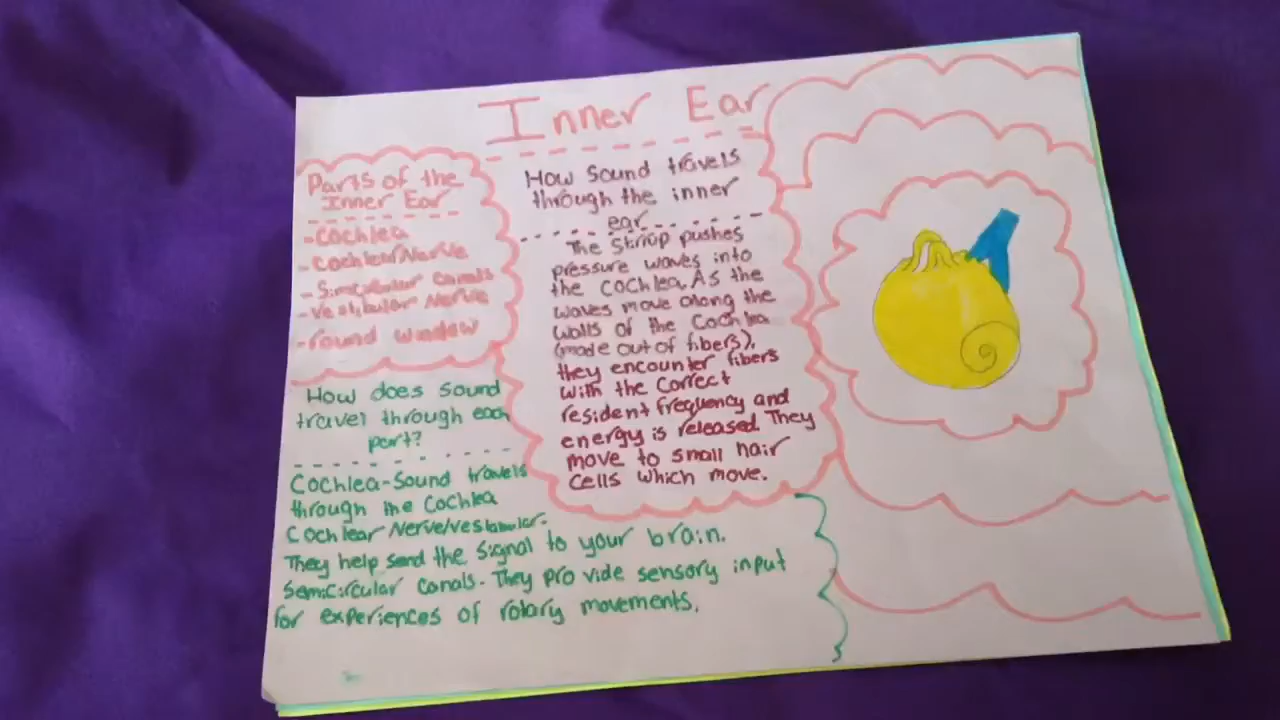 Inner Ear
Parts of the
Inner Ear
-Cochlea
-Cochlear Nerve
-Simicircular canals
-Vestibular Nerve
-round window
How sound travels
through the inner
ear
The Stirrop pushes
pressure waves into
the cochlea. As the
waves move along the
walls of the Cochlea
(made out of fibers),
they encounter fibers
with the correct
resident frequency and
energy is released They
move to small hair
cells which move.
How does sound
travel through each
part?
Cochlea-Sound travels
through the Cochlea
Cochlear Nerve/vestibular-
They help send the signal to your brain.
Semicircular canals-They provide sensory input
for experiences of rotary movements.